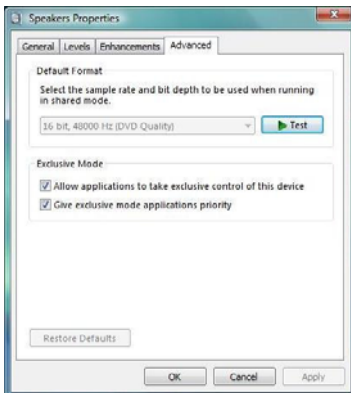 Speakers Properties
General Levels Enhancements Advanced
Default Format
Select the sample rate and bit depth to be used when running
in shared mode.
16 bit, 48000 Hz (DVD Quality) Test
Exclusive Mode
Allow applications to take exclusive control of this device
Give exclusive mode applications priority
Restore Defaults
OK Cancel Apply